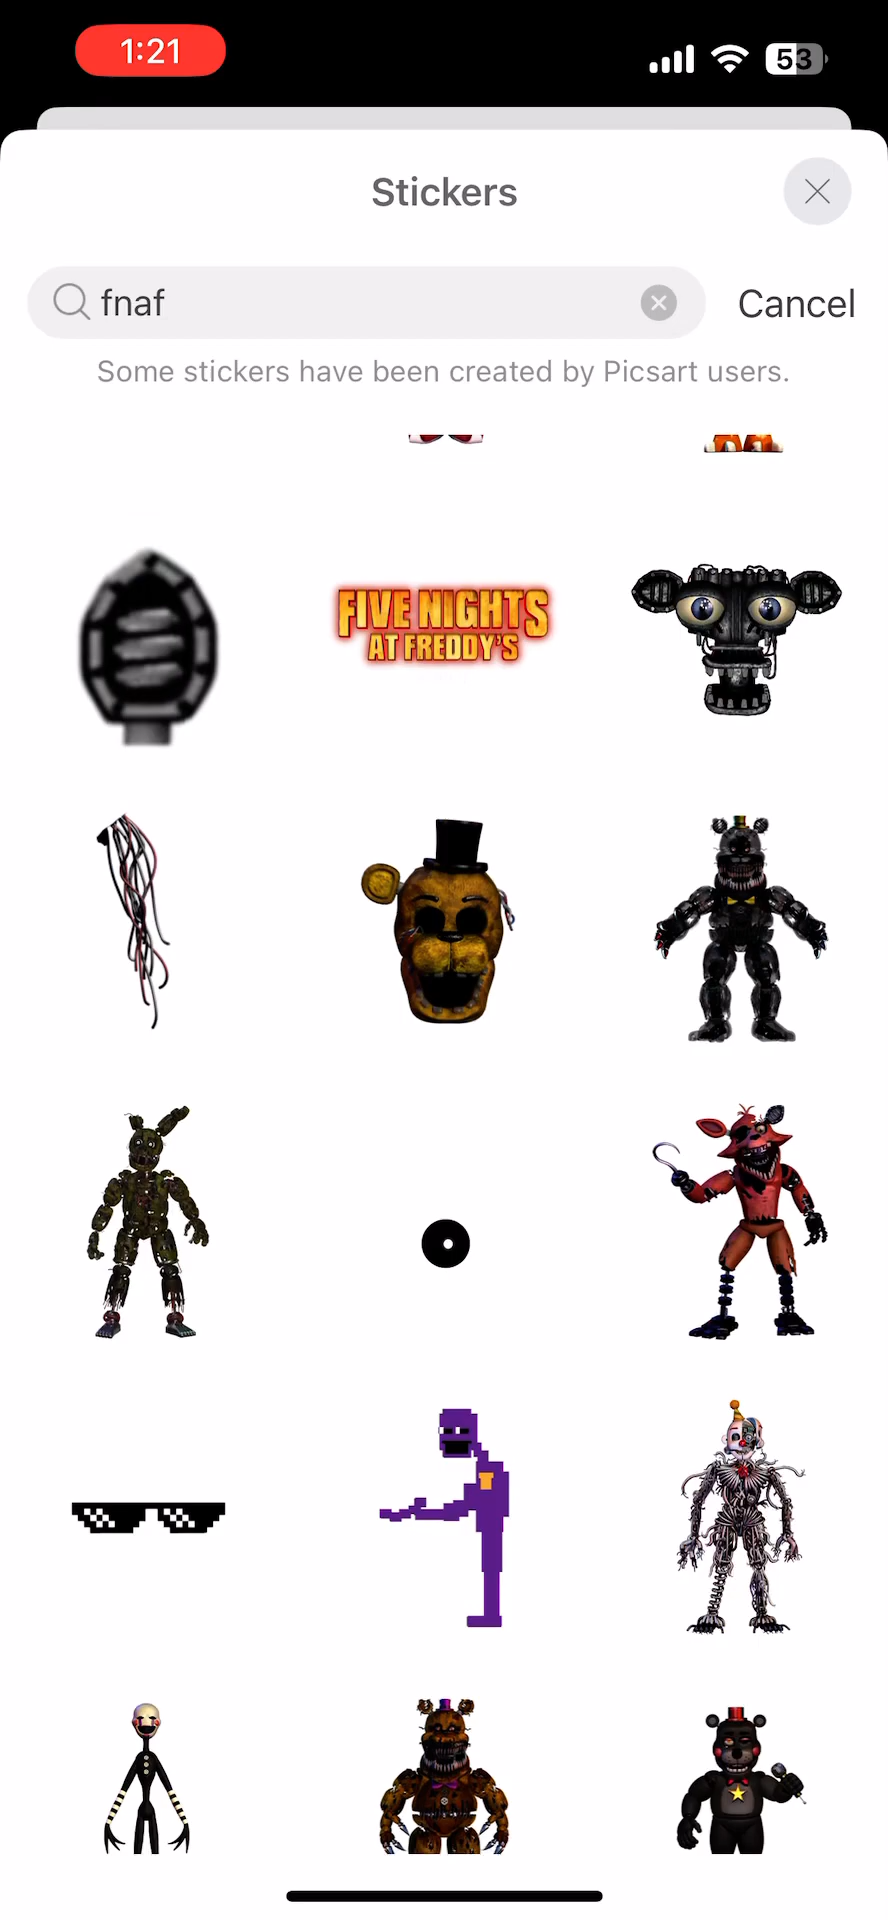 1:21
53
Stickers
fnaf
Cancel
Some stickers have been created by Picsart users.
FIVE NIGHTS
AT FREDDY'S